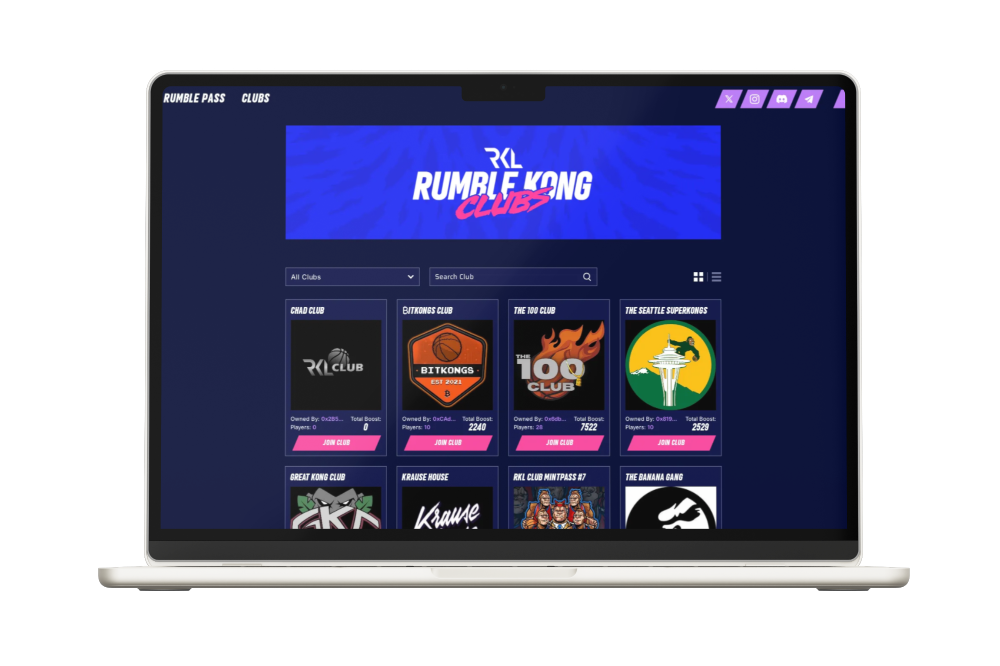 RUMBLE PASS CLUBS
RKL
RUMBLE KONG
CLUBS
All Clubs
Search Club
CHAD CLUB
RKL CLUB
Owned By: 0x2B5... Total Boost:
Players: 0 0
JOIN CLUB
BITKONGS CLUB
BITKONGS
EST 2021
Owned By: 0xCAd... Total Boost:
Players: 10 2240
JOIN CLUB
THE 100 CLUB
THE
100
CLUB
Owned By: 0x6db... Total Boost:
Players: 28 7522
JOIN CLUB
THE SEATTLE SUPERKONGS
Owned By: 0x819... Total Boost:
Players: 10 2529
JOIN CLUB
GREAT KONG CLUB
GKC
KRAUSE HOUSE
Krause
RKL CLUB MINTPASS #7
THE BANANA GANG